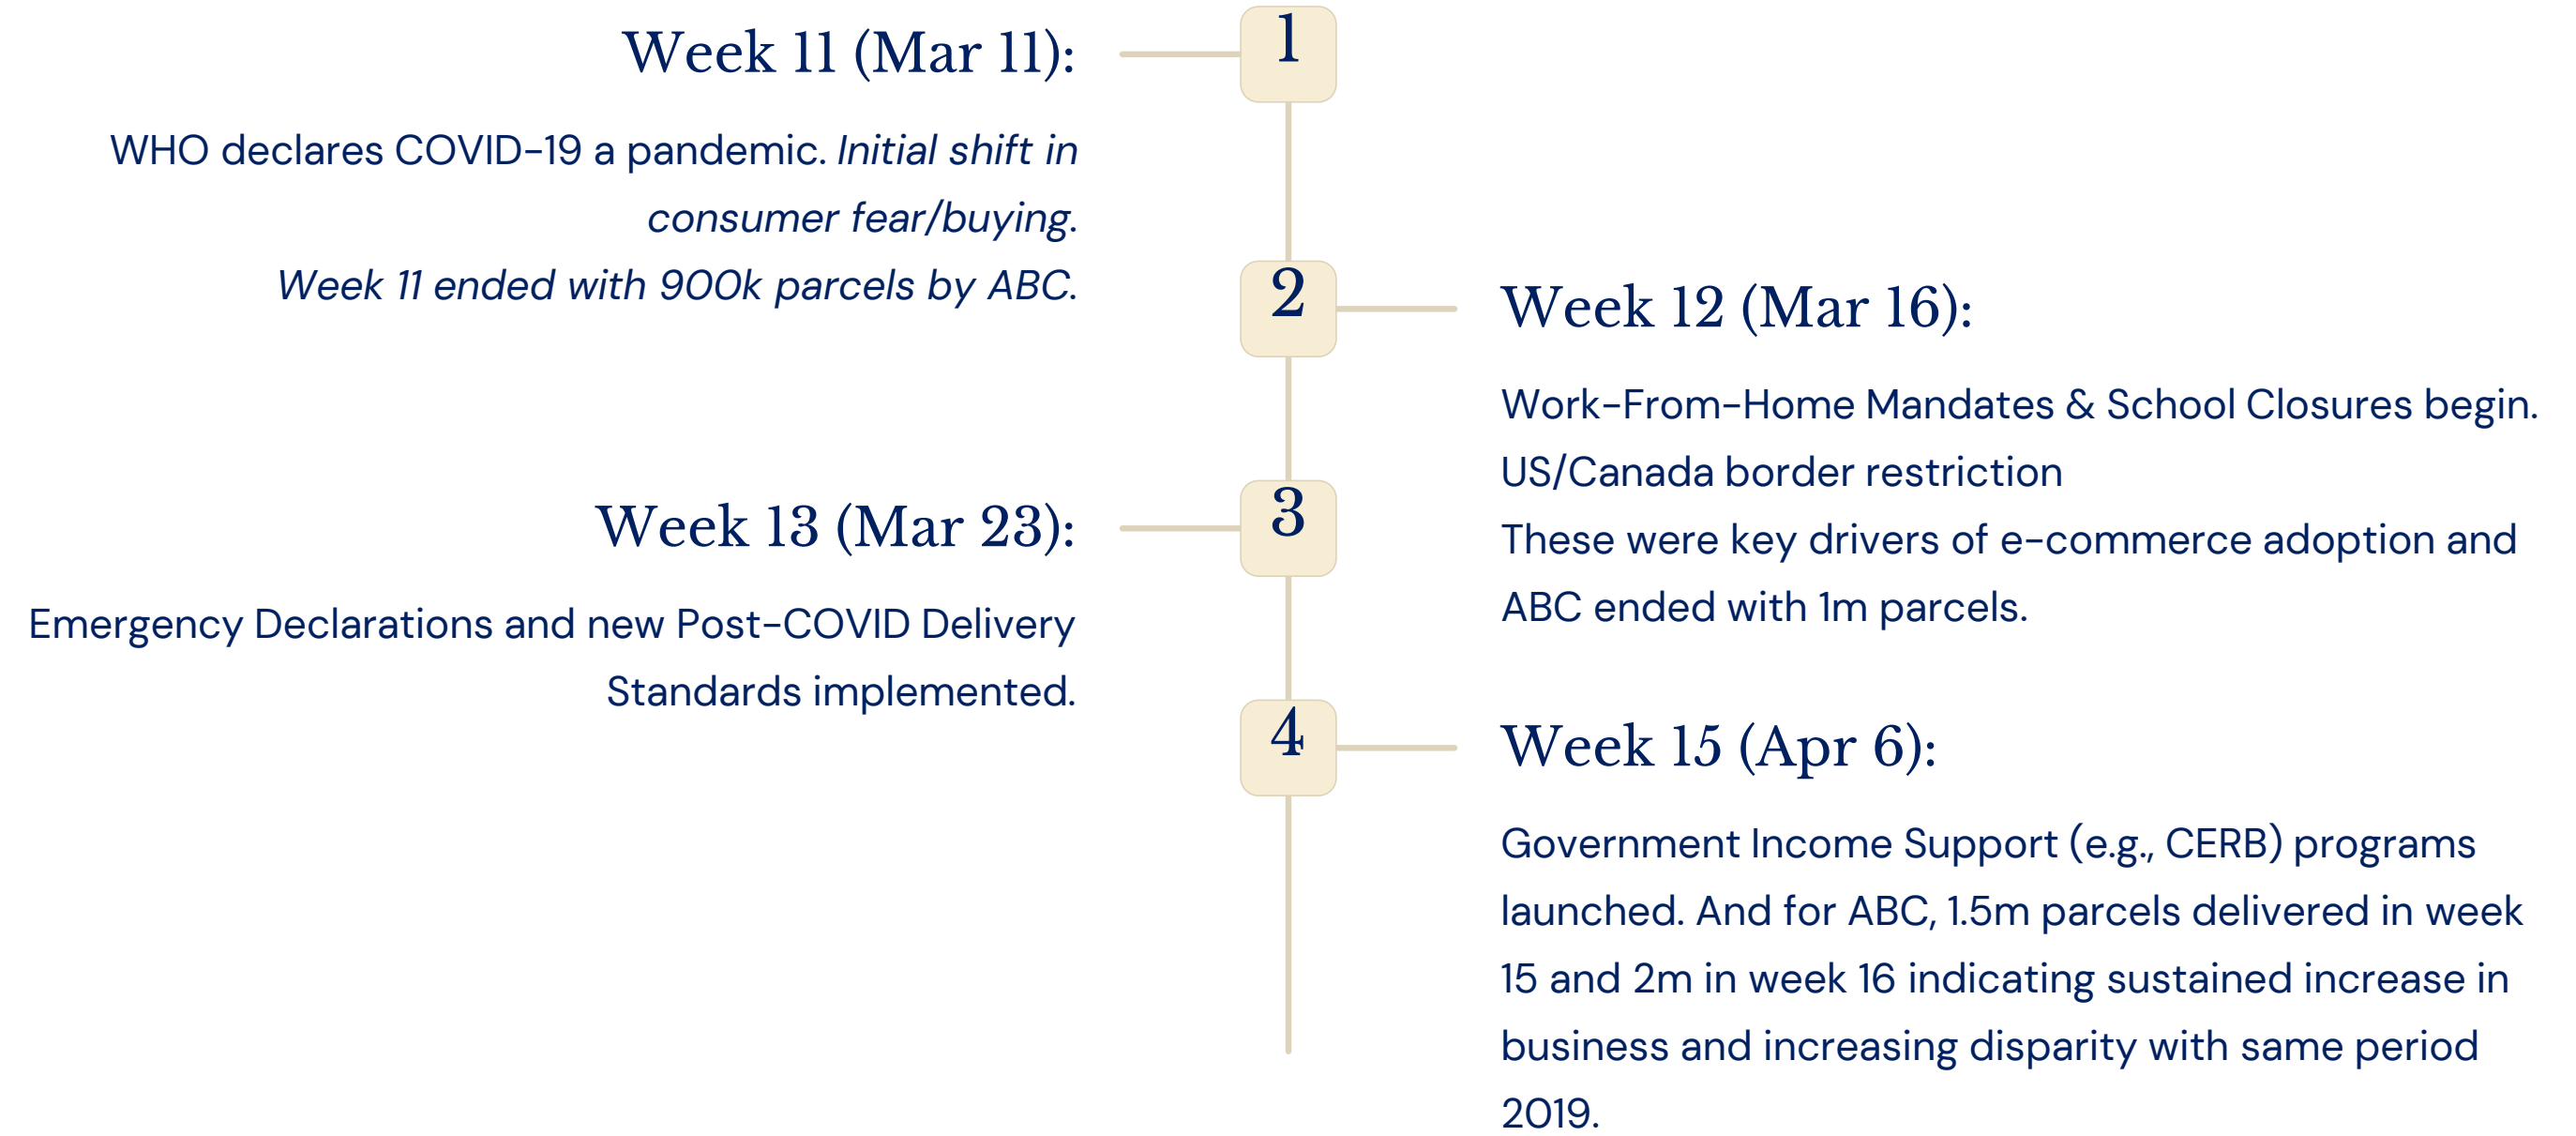 1
Week 11 (Mar 11):
WHO declares COVID-19 a pandemic. Initial shift in
consumer fear/buying.
Week 11 ended with 900k parcels by ABC.
2
Week 12 (Mar 16):
Work-From-Home Mandates & School Closures begin.
US/Canada border restriction
These were key drivers of e-commerce adoption and
ABC ended with 1m parcels.
3
Week 13 (Mar 23):
Emergency Declarations and new Post-COVID Delivery
Standards implemented.
4
Week 15 (Apr 6):
Government Income Support (e.g., CERB) programs
launched. And for ABC, 1.5m parcels delivered in week
15 and 2m in week 16 indicating sustained increase in
business and increasing disparity with same period
2019.